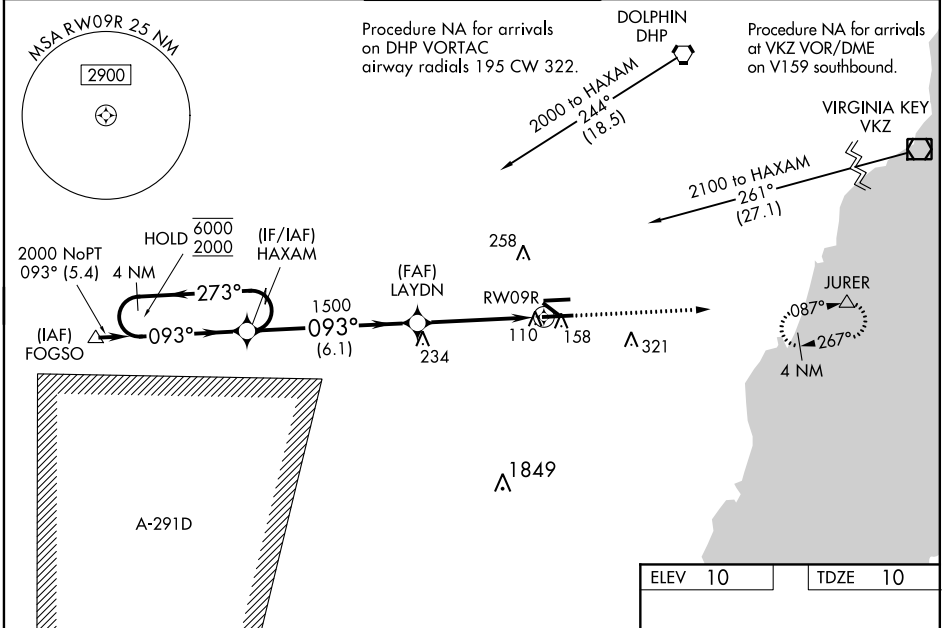 MSA RW09R 25 NM
2900
Procedure NA for arrivals
on DHP VORTAC
airway radials 195 CW 322.
DOLPHIN
DHP
Procedure NA for arrivals
at VKZ VOR/DME
on V159 southbound.
2000 to HAXAM
244°
(18.5)
VIRGINIA KEY
VKZ
2100 to HAXAM
261°
(27.1)
2000 NoPT
093° (5.4)
4 NM
HOLD
6000
2000
(IF/IAF)
HAXAM
258
(FAF)
LAYDN
RW09R
JURER
273°
093°
1500
093°
(6.1)
(IAF)
FOGSO
234
110
158
321
087°
267°
4 NM
1849
A-291D
ELEV 10
TDZE 10